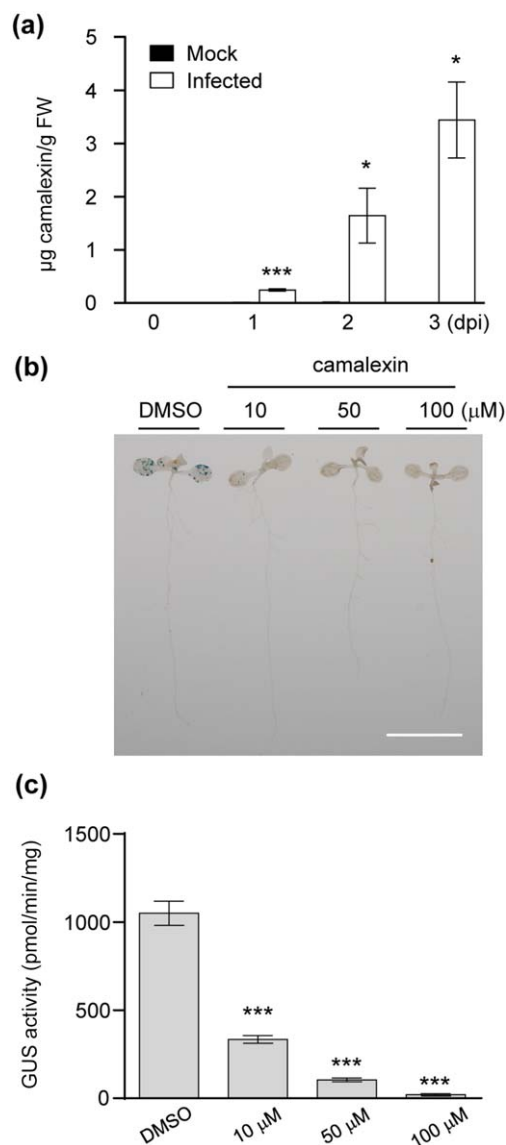 (a)
5
4
3
2
1
0
µg camalexin/g FW
Mock
Infected
***
*
*
0 1 2 3 (dpi)
(b)
camalexin
DMSO 10 50 100 (µM)
(c)
1500
1000
500
0
GUS activity (pmol/min/mg)
***
***
***
DMSO 10 µM 50 µM 100 µM